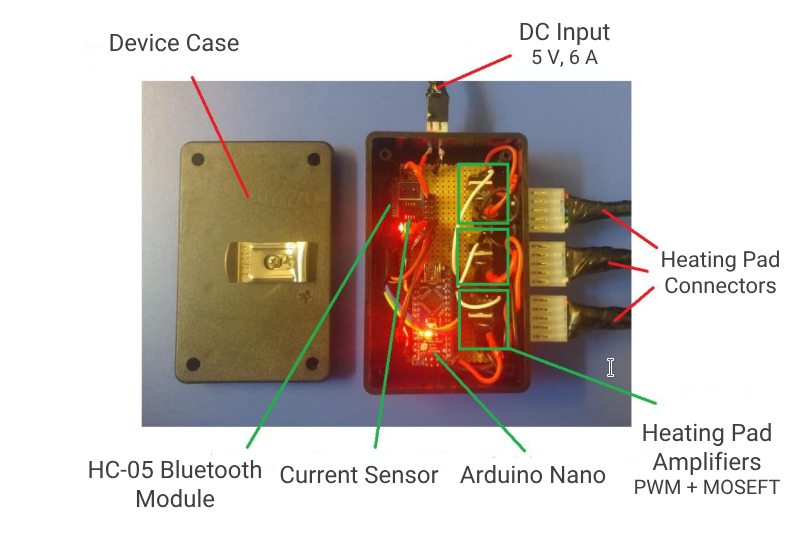 Device Case
DC Input
5 V, 6 A
Heating Pad
Connectors
HC-05 Bluetooth
Module
Current Sensor
Arduino Nano
Heating Pad
Amplifiers
PWM + MOSEFT